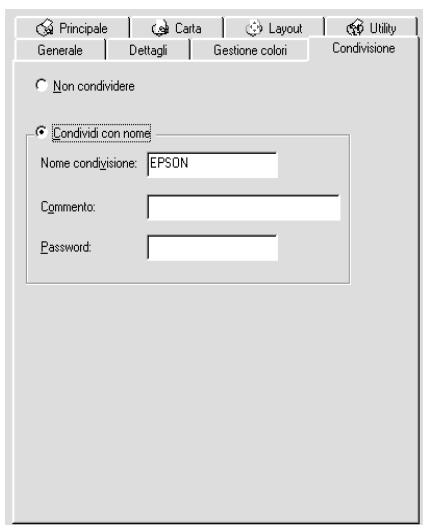 Principale Carta Layout Utility
Generale Dettagli Gestione colori Condivisione
Non condividere
Condividi con nome
Nome condivisione: EPSON
Commento:
Password: